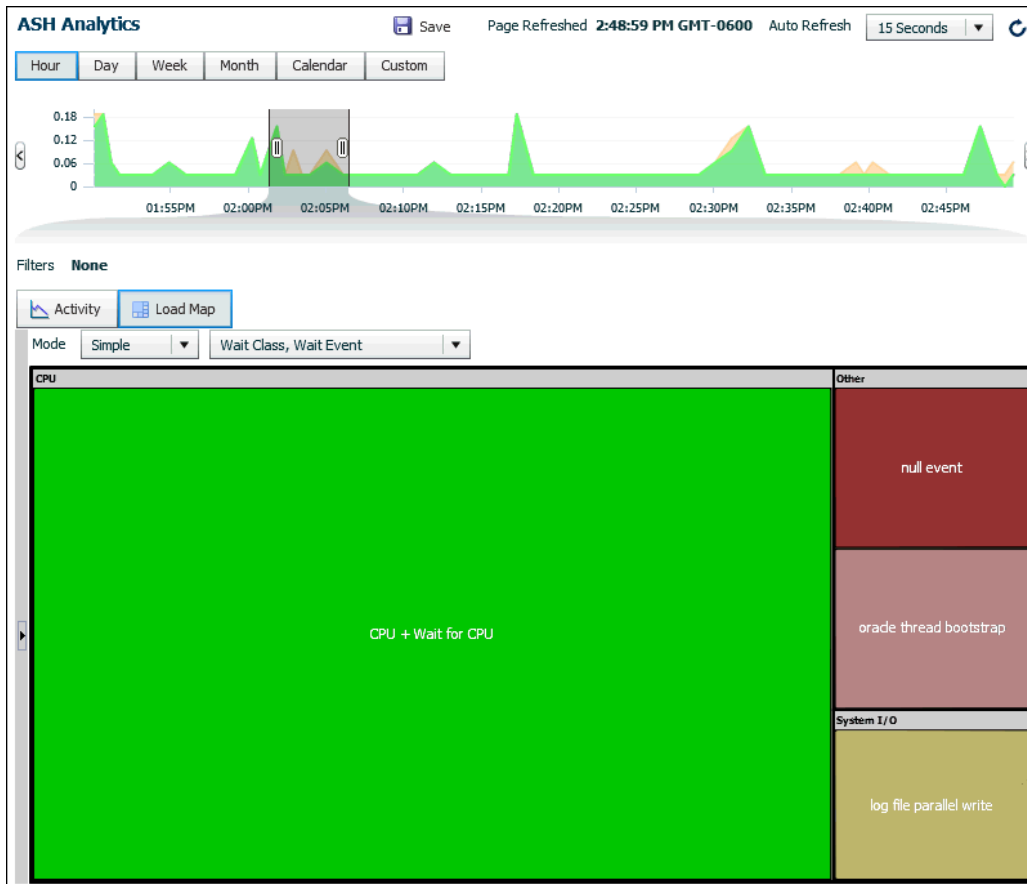 ASH Analytics Save Page Refreshed 2:48:59 PM GMT-0600 Auto Refresh 15 Seconds
Hour Day Week Month Calendar Custom
0.18
0.12
0.06
0
01:55PM 02:00PM 02:05PM 02:10PM 02:15PM 02:20PM 02:25PM 02:30PM 02:35PM 02:40PM 02:45PM
Filters None
Activity Load Map
Mode Simple Wait Class, Wait Event
CPU Other
null event
CPU + Wait for CPU
oracle thread bootstrap
System I/O
log file parallel write